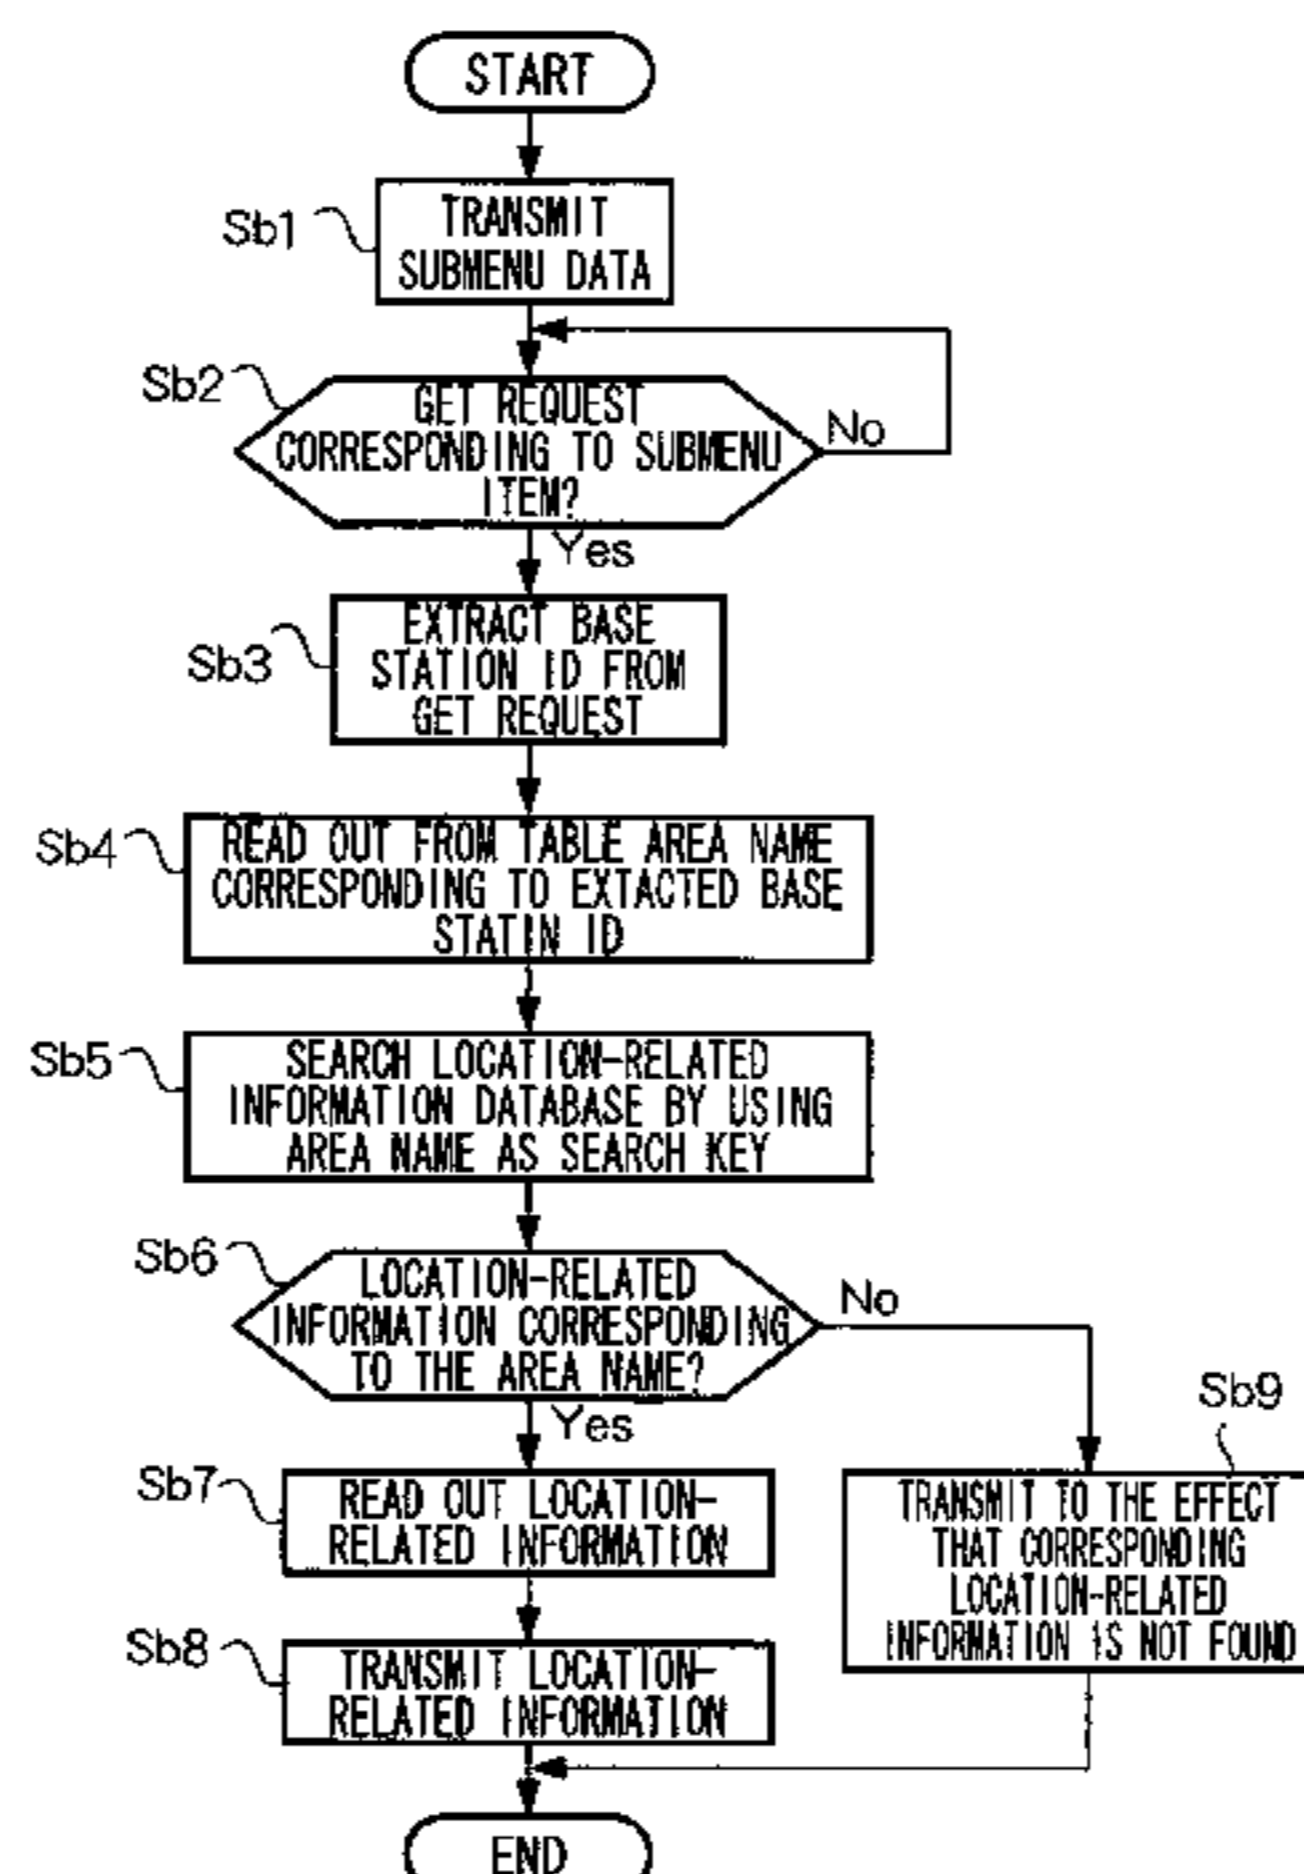 START
Sb1
TRANSMIT
SUBMENU DATA
Sb2
GET REQUEST
CORRESPONDING TO SUBMENU
ITEM?
No
Yes
Sb3
EXTRACT BASE
STATION ID FROM
GET REQUEST
Sb4
READ OUT FROM TABLE AREA NAME
CORRESPONDING TO EXTACTED BASE
STATIN ID
Sb5
SEARCH LOCATION-RELATED
INFORMATION DATABASE BY USING
AREA NAME AS SEARCH KEY
Sb6
LOCATION-RELATED
INFORMATION CORRESPONDING
TO THE AREA NAME?
No
Yes
Sb7
READ OUT LOCATION-
RELATED INFORMATION
Sb9
TRANSMIT TO THE EFFECT
THAT CORRESPONDING
LOCATION-RELATED
INFORMATION IS NOT FOUND
Sb8
TRANSMIT LOCATION-
RELATED INFORMATION
END